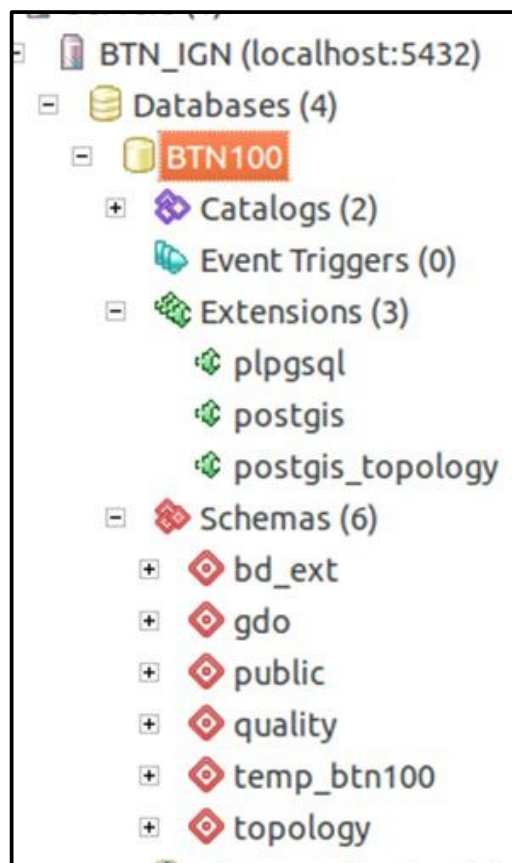 BTN_IGN (localhost:5432)
Databases (4)
BTN100
Catalogs (2)
Event Triggers (0)
Extensions (3)
plpgsql
postgis
postgis_topology
Schemas (6)
bd_ext
gdo
public
quality
temp_btn100
topology